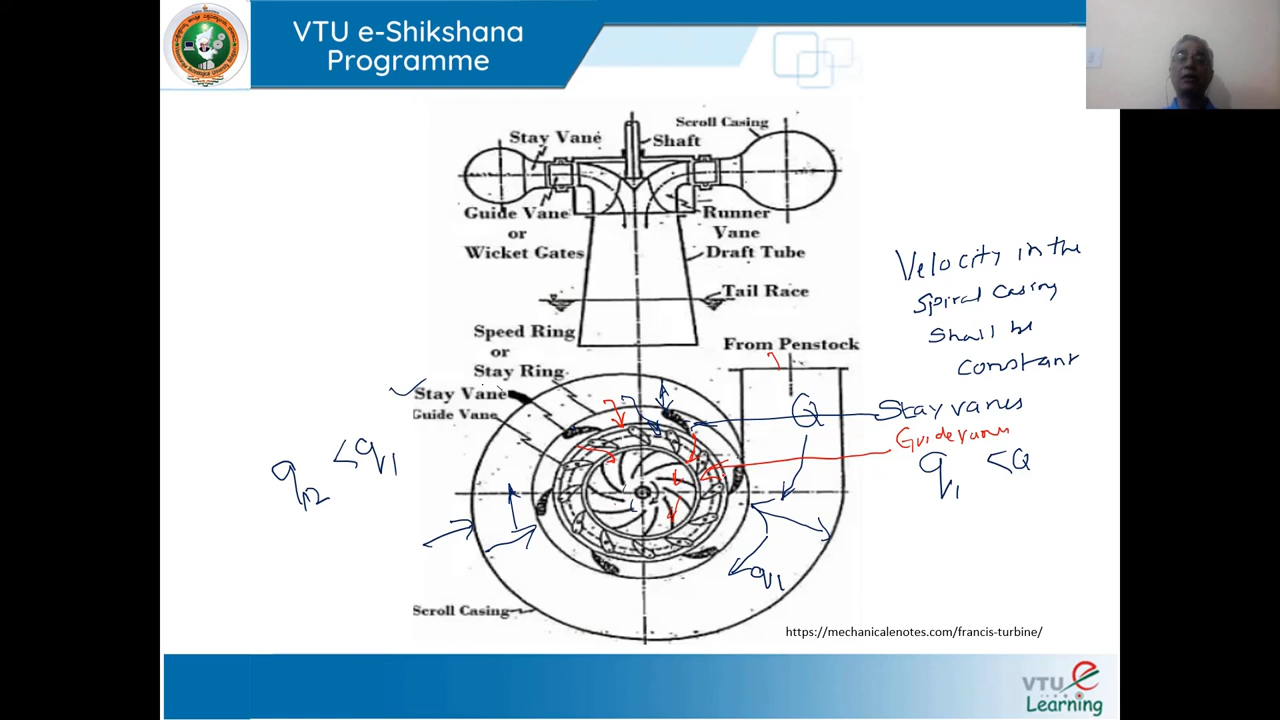 VTU e-Shikshana
Programme
Scroll Casing
Stay Vane
Shaft
Guide Vane
or
Wicket Gates
Runner
Vane
Draft Tube
Tail Race
Speed Ring
or
Stay Ring
From Penstock
Stay Vane
Guide Vane
Velocity in the
Spiral Casing
Shall be
Constant
Q
Stay vanes
Guide vanes
q1 < Q
q2 < q1
q1
Scroll Casing
https://mechanicalenotes.com/francis-turbine/
VTU e
Learning